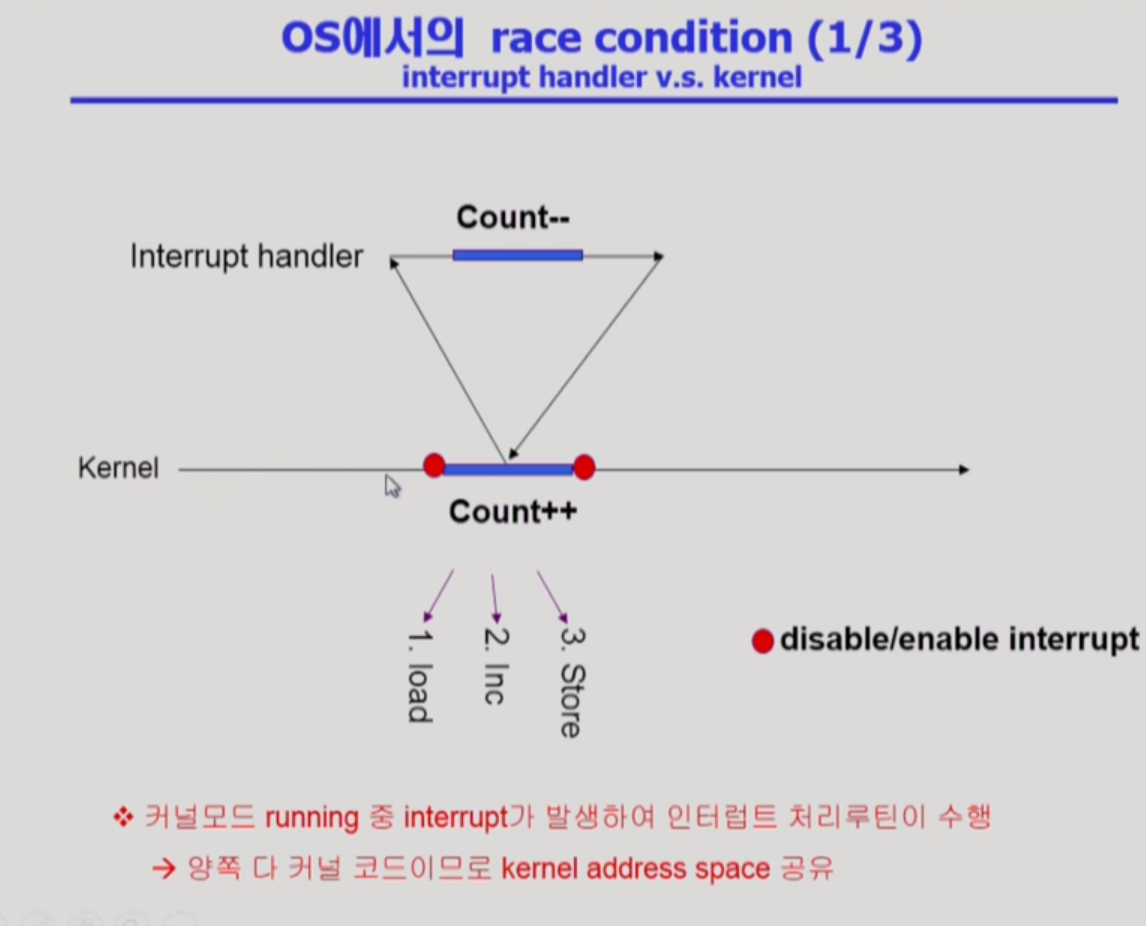 OS에서의 race condition (1/3)
interrupt handler v.s. kernel
Count--
Interrupt handler
Kernel
Count++
1. load
2. Inc
3. Store
disable/enable interrupt
❖ 커널모드 running 중 interrupt가 발생하여 인터럽트 처리루틴이 수행
→ 양쪽 다 커널 코드이므로 kernel address space 공유